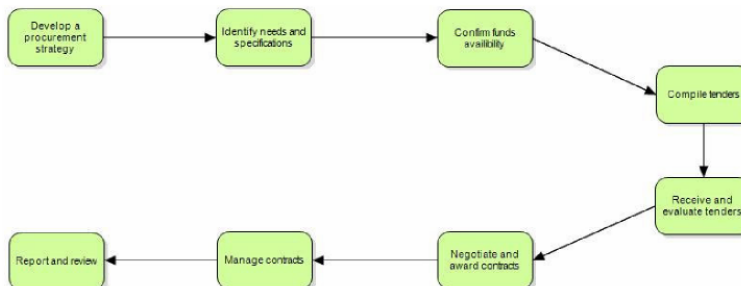 Develop a
procurement
strategy
Identify needs and
specifications
Confirm funds
availibility
Compile tenders
Receive and
evaluate tenders
Negotiate and
award contracts
Manage contracts
Report and review